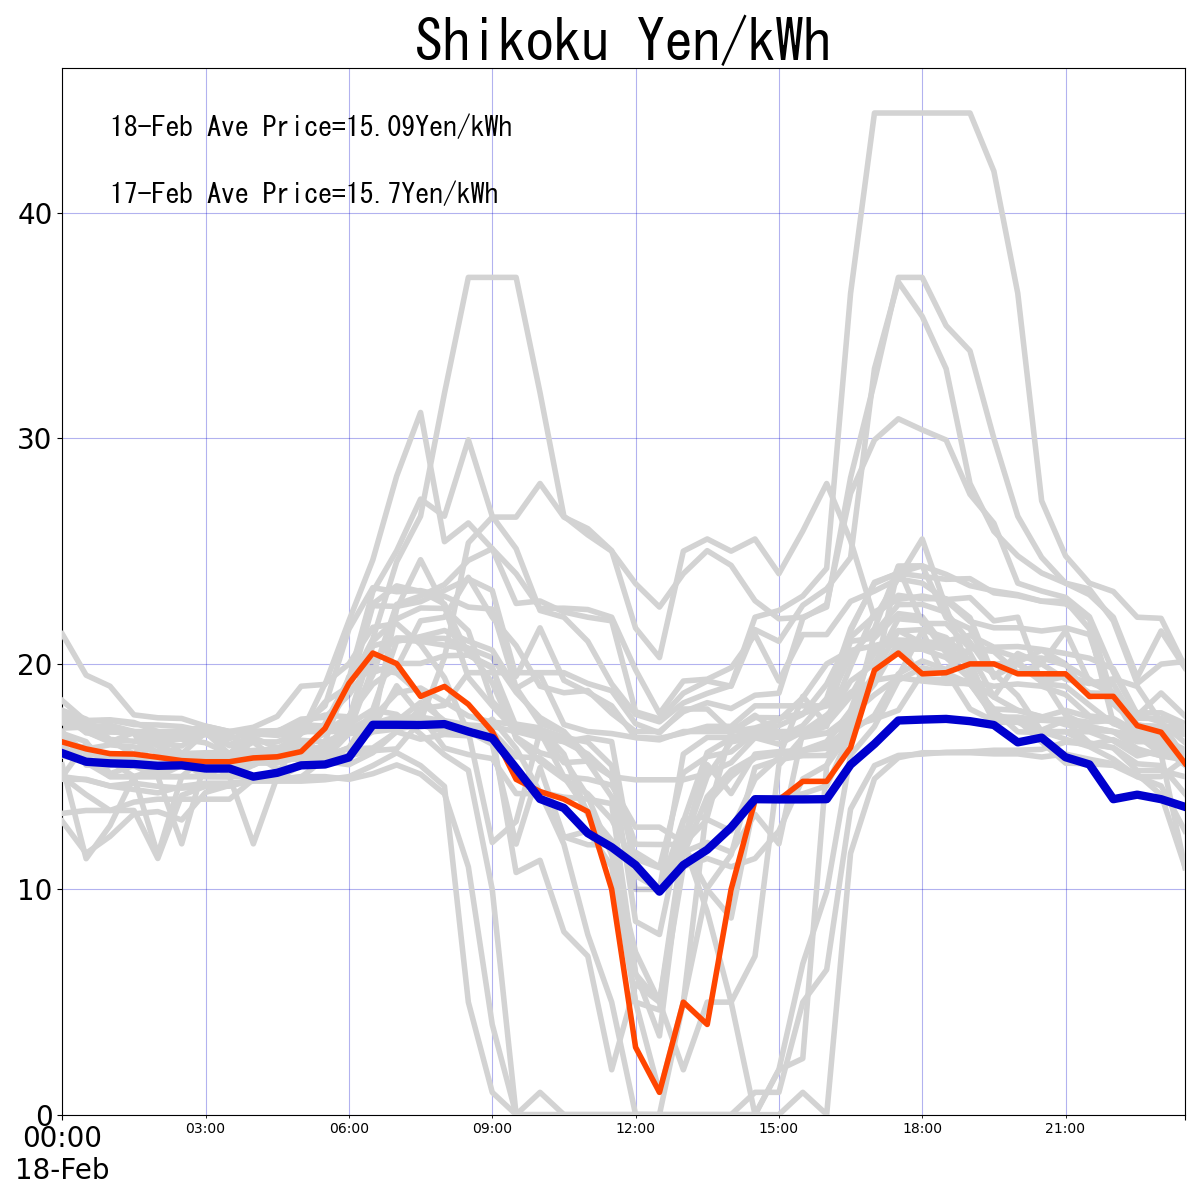 Shikoku Yen/kWh
18-Feb Ave Price=15.09Yen/kWh
17-Feb Ave Price=15.7Yen/kWh
40
30
20
10
0
00:00 03:00 06:00 09:00 12:00 15:00 18:00 21:00
18-Feb